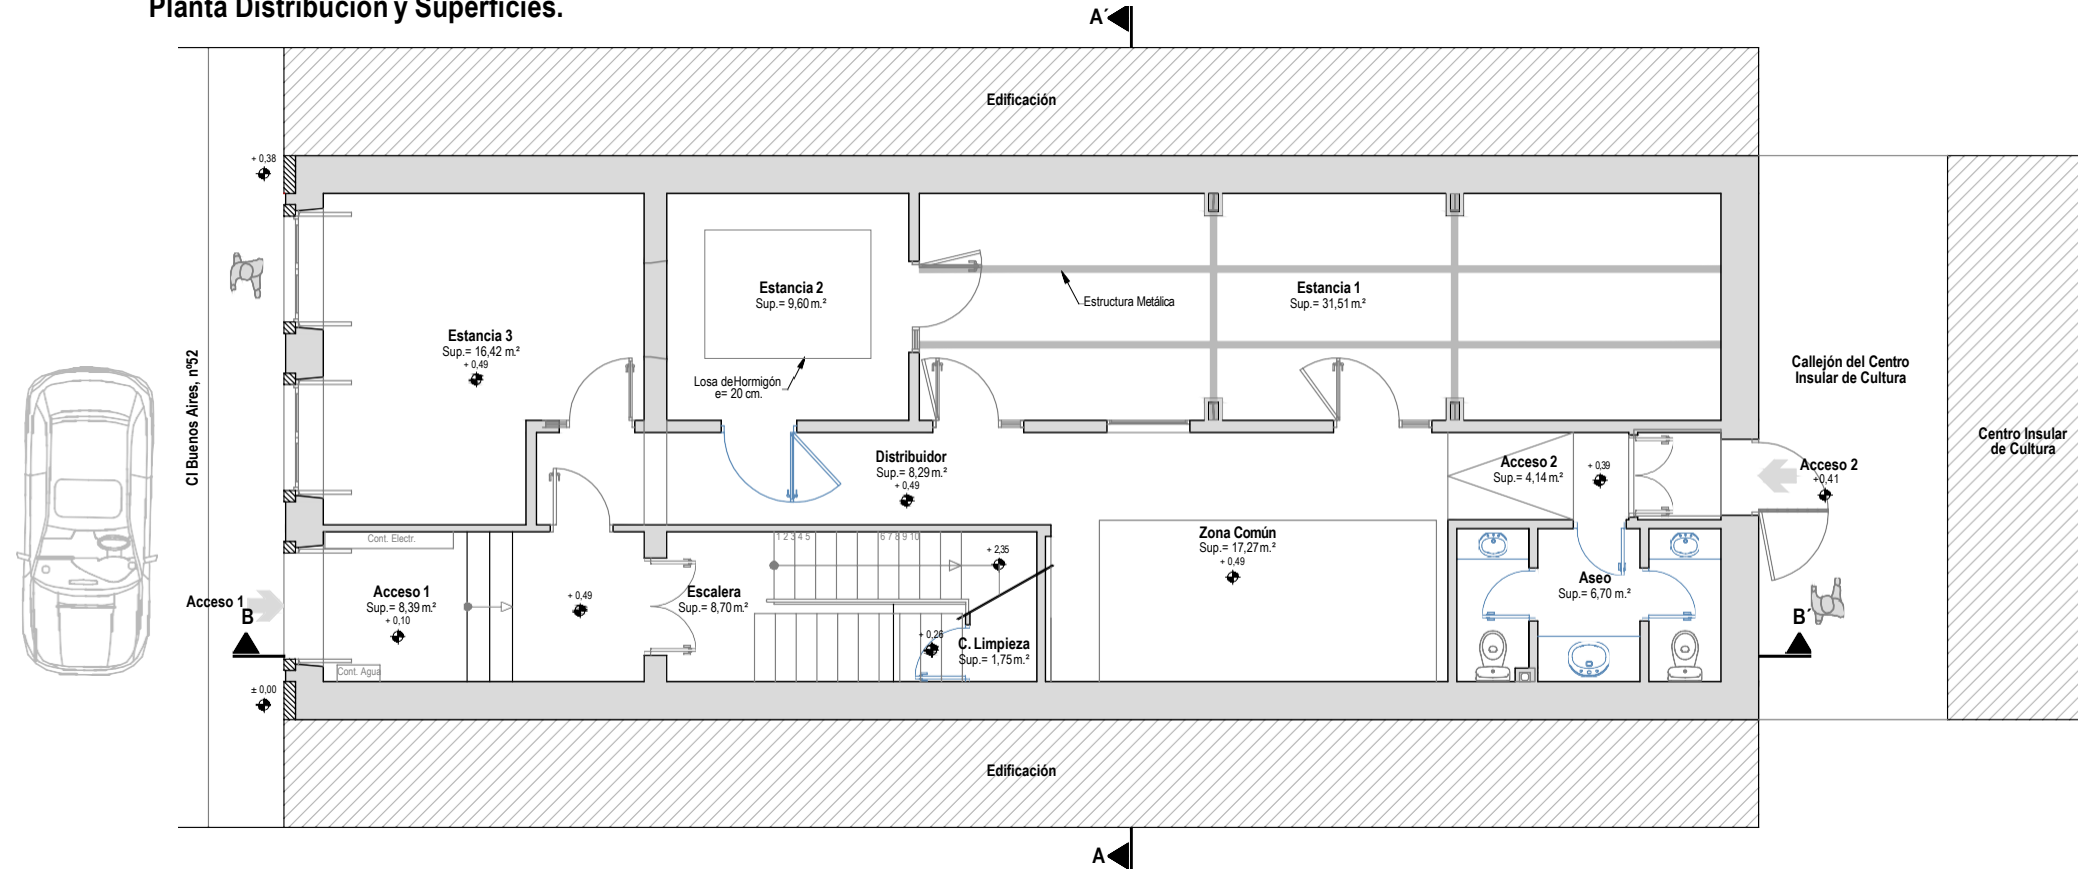 Planta Distribución y Superficies.
A´
Edificación
+ 0,38
Estancia 2
Sup.= 9,60 m.²
Estancia 1
Sup.= 31,51 m.²
Estructura Metálica
Estancia 3
Sup.= 16,42 m.²
+ 0,49
Losa de Hormigón
e= 20 cm.
Callejón del Centro
Insular de Cultura
Cl Buenos Aires, nº52
Centro Insular
de Cultura
Distribuidor
Sup.= 8,29 m.²
+ 0,49
Acceso 2
Sup.= 4,14 m.²
+ 0,39
Acceso 2
+0,41
Cont. Electr.
1 2 3 4 5
6 7 8 9 10
+ 2,35
Zona Común
Sup.= 17,27 m.²
+ 0,49
Acceso 1
B
Acceso 1
Sup.= 8,39 m.²
+ 0,10
+ 0,49
Escalera
Sup.= 8,70 m.²
Aseo
Sup.= 6,70 m.²
B´
+ 0,26
C. Limpieza
Sup.= 1,75 m.²
Cont. Agua
± 0,00
Edificación
A